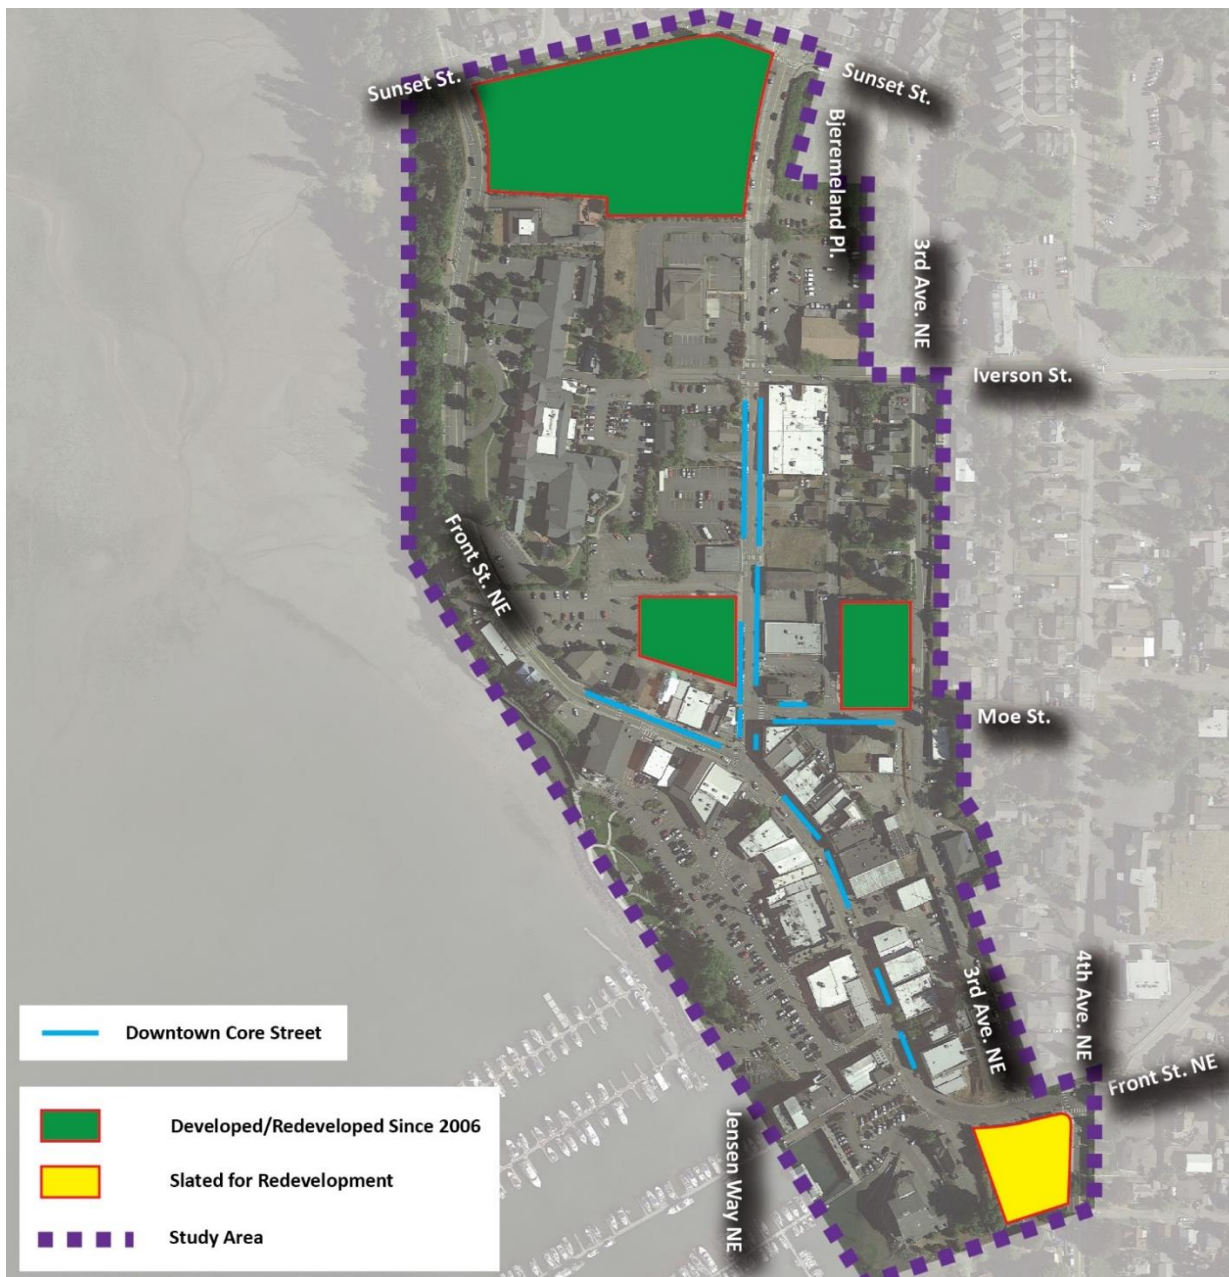 Sunset St.
Sunset St.
Bjeremeland Pl.
3rd Ave. NE
Iverson St.
Front St. NE
Moe St.
3rd Ave. NE
4th Ave. NE
Front St. NE
Jensen Way NE
Downtown Core Street
Developed/Redeveloped Since 2006
Slated for Redevelopment
Study Area